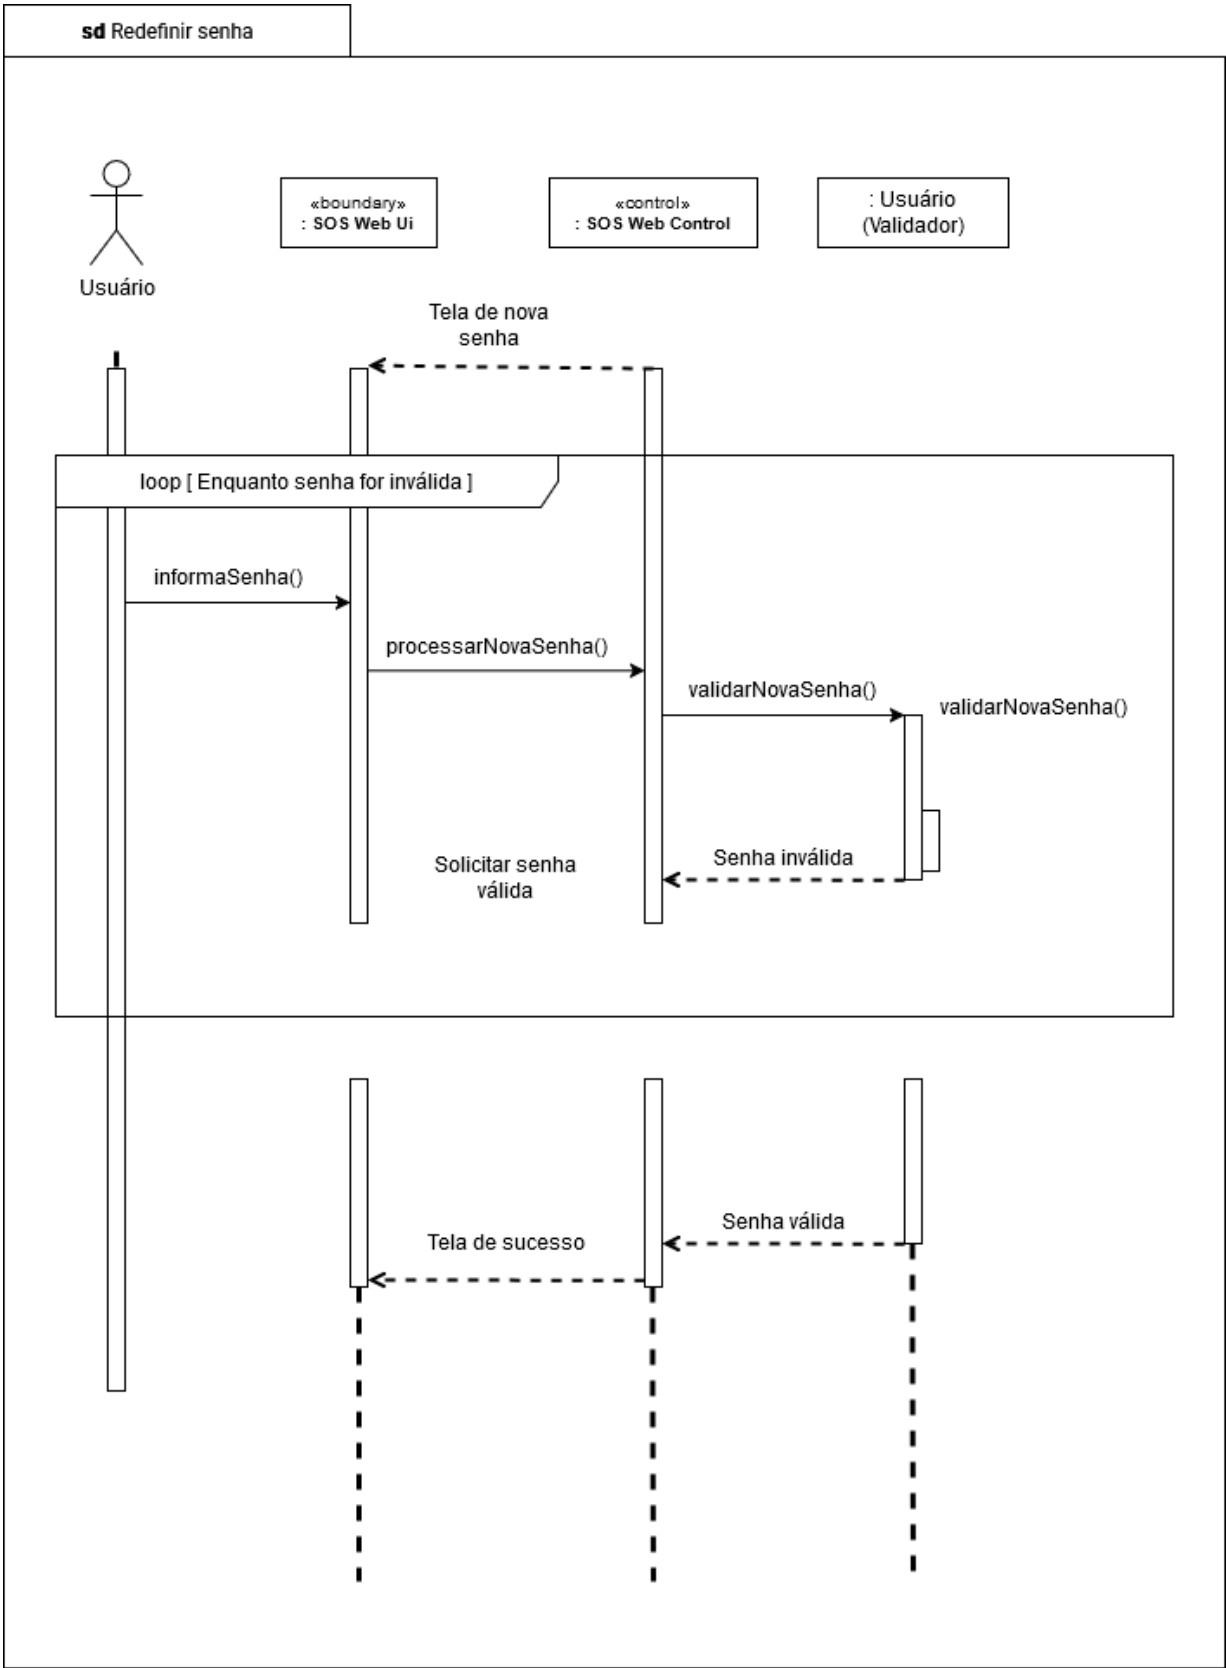 sd Redefinir senha
Usuário
«boundary»
: SOS Web Ui
«control»
: SOS Web Control
: Usuário
(Validador)
Tela de nova
senha
loop [ Enquanto senha for inválida ]
informaSenha()
processarNovaSenha()
validarNovaSenha()
validarNovaSenha()
Solicitar senha
válida
Senha inválida
Senha válida
Tela de sucesso